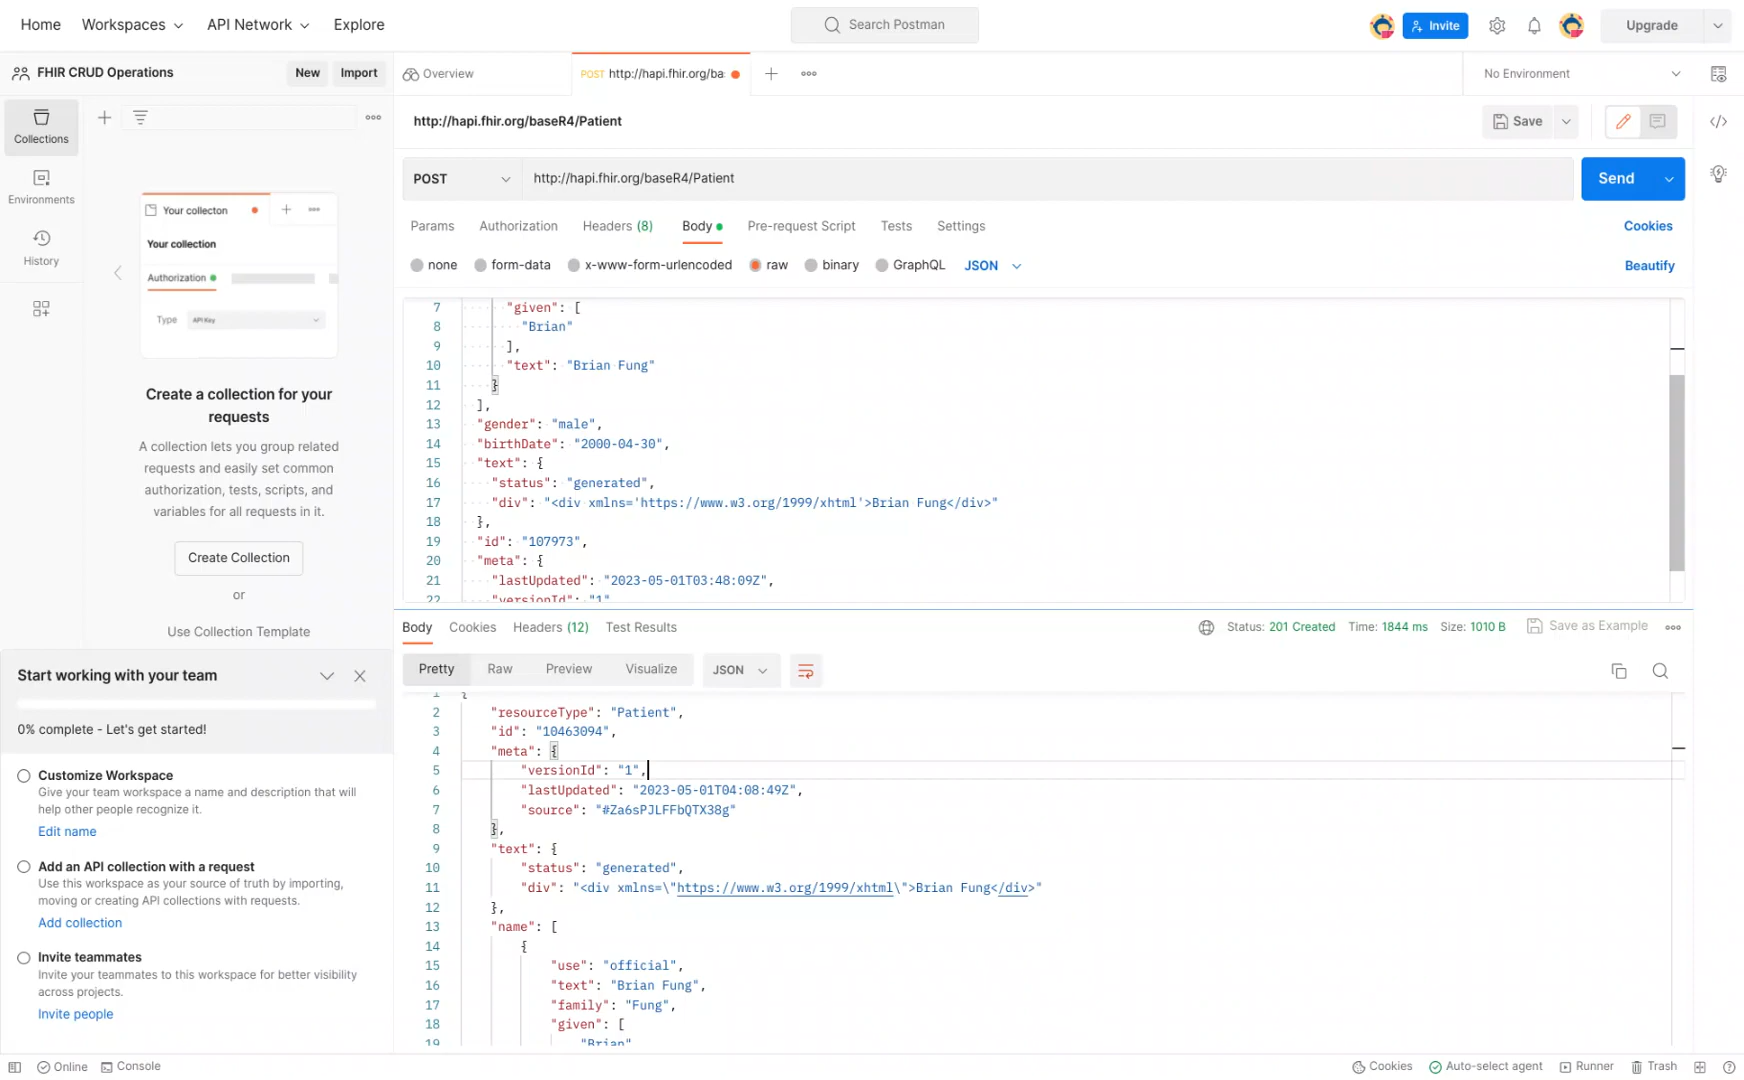 Home Workspaces API Network Explore Search Postman Invite Upgrade
FHIR CRUD Operations New Import Overview POST http://hapi.fhir.org/ba No Environment
Collections
Environments
History
Your collecton
Your collection
Authorization
Type API Key
Create a collection for your
requests
A collection lets you group related
requests and easily set common
authorization, tests, scripts, and
variables for all requests in it.
Create Collection
or
Use Collection Template
Start working with your team
0% complete - Let's get started!
Customize Workspace
Give your team workspace a name and description that will
help other people recognize it.
Edit name
Add an API collection with a request
Use this workspace as your source of truth by importing,
moving or creating API collections with requests.
Add collection
Invite teammates
Invite your teammates to this workspace for better visibility
across projects.
Invite people
http://hapi.fhir.org/baseR4/Patient Save
POST http://hapi.fhir.org/baseR4/Patient Send
Params Authorization Headers (8) Body Pre-request Script Tests Settings Cookies
none form-data x-www-form-urlencoded raw binary GraphQL JSON Beautify
7 "given": [
8 "Brian"
9 ],
10 "text": "Brian Fung"
11 }
12 ],
13 "gender": "male",
14 "birthDate": "2000-04-30",
15 "text": {
16 "status": "generated",
17 "div": "<div xmlns='https://www.w3.org/1999/xhtml'>Brian Fung</div>"
18 },
19 "id": "107973",
20 "meta": {
21 "lastUpdated": "2023-05-01T03:48:09Z",
22 "versionId": "1"
Body Cookies Headers (12) Test Results Status: 201 Created Time: 1844 ms Size: 1010 B Save as Example
Pretty Raw Preview Visualize JSON
1 {
2 "resourceType": "Patient",
3 "id": "10463094",
4 "meta": {
5 "versionId": "1",
6 "lastUpdated": "2023-05-01T04:08:49Z",
7 "source": "#Za6sPJLFFbQTX38g"
8 },
9 "text": {
10 "status": "generated",
11 "div": "<div xmlns=\"https://www.w3.org/1999/xhtml\">Brian Fung</div>"
12 },
13 "name": [
14 {
15 "use": "official",
16 "text": "Brian Fung",
17 "family": "Fung",
18 "given": [
19 "Brian"
Online Console Cookies Auto-select agent Runner Trash